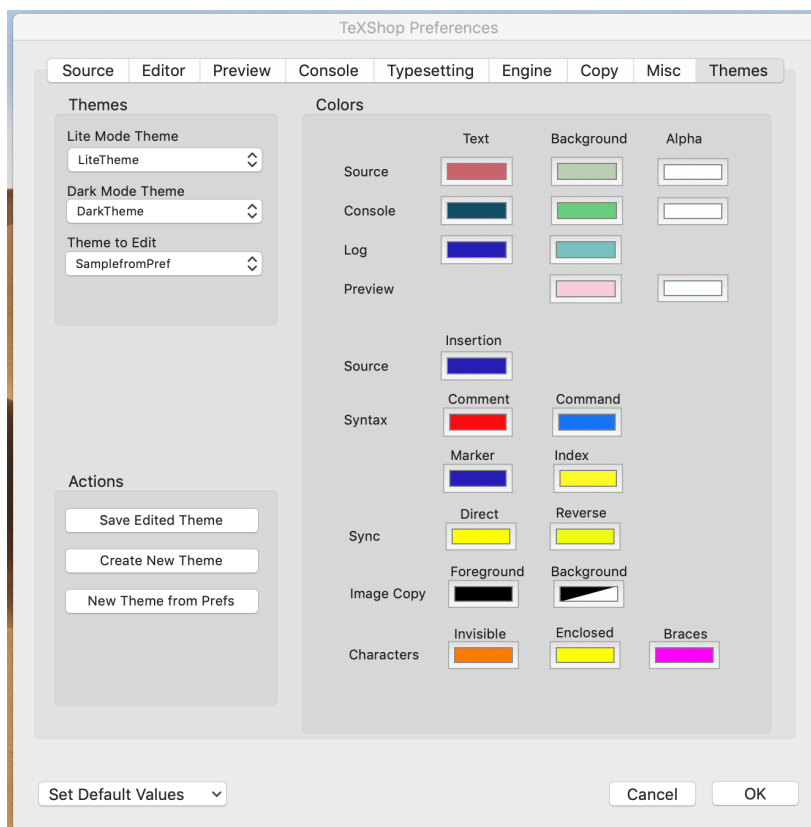 TeXShop Preferences
Source Editor Preview Console Typesetting Engine Copy Misc Themes
Themes
Lite Mode Theme
LiteTheme
Dark Mode Theme
DarkTheme
Theme to Edit
SamplefromPref
Actions
Save Edited Theme
Create New Theme
New Theme from Prefs
Colors
Text Background Alpha
Source
Console
Log
Preview
Insertion
Source
Comment Command
Syntax
Marker Index
Direct Reverse
Sync
Foreground Background
Image Copy
Invisible Enclosed Braces
Characters
Set Default Values Cancel OK